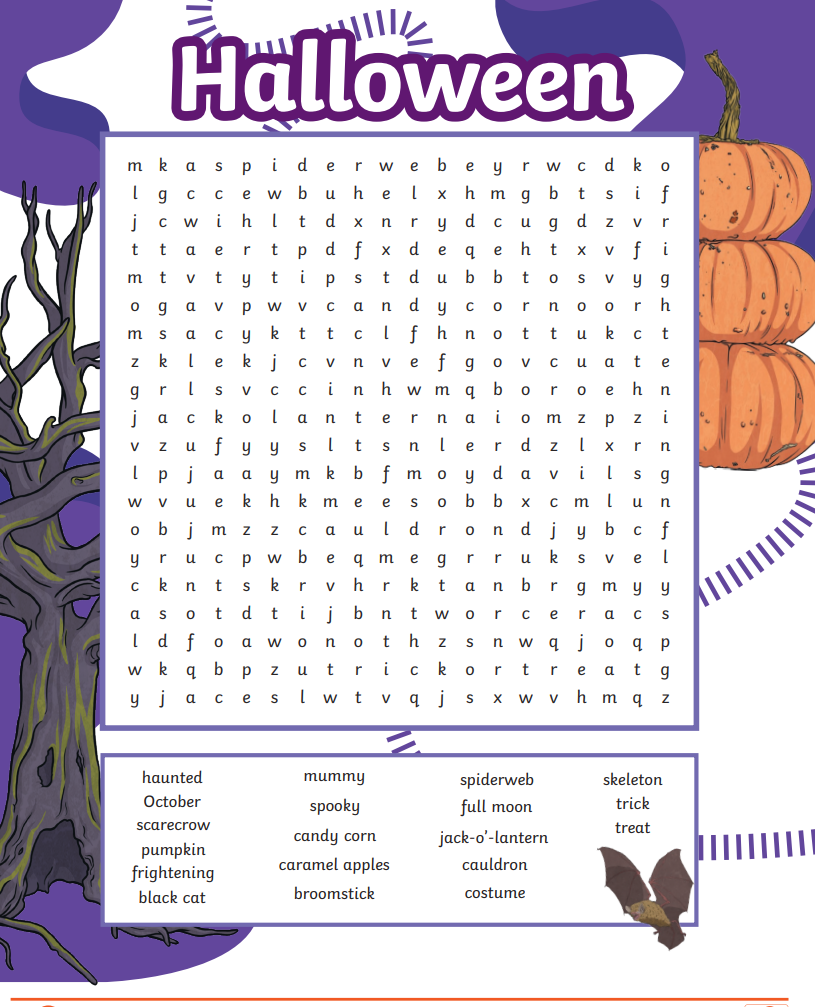 Halloween
m k a s p i d e r w e b e y r w c d k o
l g c c e w b u h e l x h m g b t s i f
j c w i h l t d x n r y d c u g d z v r
t t a e r t p d f x d e q e h t x v f i
m t v t y t i p s t d u b b t o s v y g
o g a v p w v c a n d y c o r n o o r h
m s a c y k t t c l f h n o t t u k c t
z k l e k j c v n v e f g o v c u a t e
g r l s v c c i n h w m q b o r o e h n
j a c k o l a n t e r n a i o m z p z i
v z u f y y s l t s n l e r d z l x r n
l p j a a y m k b f m o y d a v i l s g
w v u e k h k m e e s o b b x c m l u n
o b j m z z c a u l d r o n d j y b c f
y r u c p w b e q m e g r r u k s v e l
c k n t s k r v h r k t a n b r g m y y
a s o t d t i j b n t w o r c e r a c s
l d f o a w o n o t h z s n w q j o q p
w k q b p z u t r i c k o r t r e a t g
y j a c e s l w t v q j s x w v h m q z
haunted
October
scarecrow
pumpkin
frightening
black cat
mummy
spooky
candy corn
caramel apples
broomstick
spiderweb
full moon
jack-o'-lantern
cauldron
costume
skeleton
trick
treat